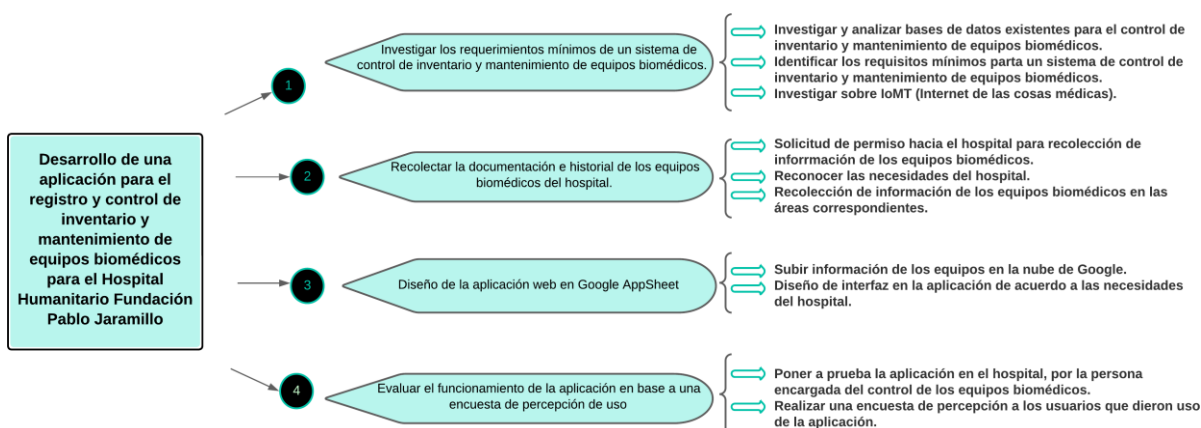 Desarrollo de una
aplicación para el
registro y control de
inventario y
mantenimiento de
equipos biomédicos
para el Hospital
Humanitario Fundación
Pablo Jaramillo
1
Investigar los requerimientos mínimos de un sistema de
control de inventario y mantenimiento de equipos biomédicos.
Investigar y analizar bases de datos existentes para el control de
inventario y mantenimiento de equipos biomédicos.
Identificar los requisitos mínimos parta un sistema de control de
inventario y mantenimiento de equipos biomédicos.
Investigar sobre IoMT (Internet de las cosas médicas).
2
Recolectar la documentación e historial de los equipos
biomédicos del hospital.
Solicitud de permiso hacia el hospital para recolección de
inforrmación de los equipos biomédicos.
Reconocer las necesidades del hospital.
Recolección de información de los equipos biomédicos en las
áreas correspondientes.
3
Diseño de la aplicación web en Google AppSheet
Subir información de los equipos en la nube de Google.
Diseño de interfaz en la aplicación de acuerdo a las necesidades
del hospital.
4
Evaluar el funcionamiento de la aplicación en base a una
encuesta de percepción de uso
Poner a prueba la aplicación en el hospital, por la persona
encargada del control de los equipos biomédicos.
Realizar una encuesta de percepción a los usuarios que dieron uso
de la aplicación.